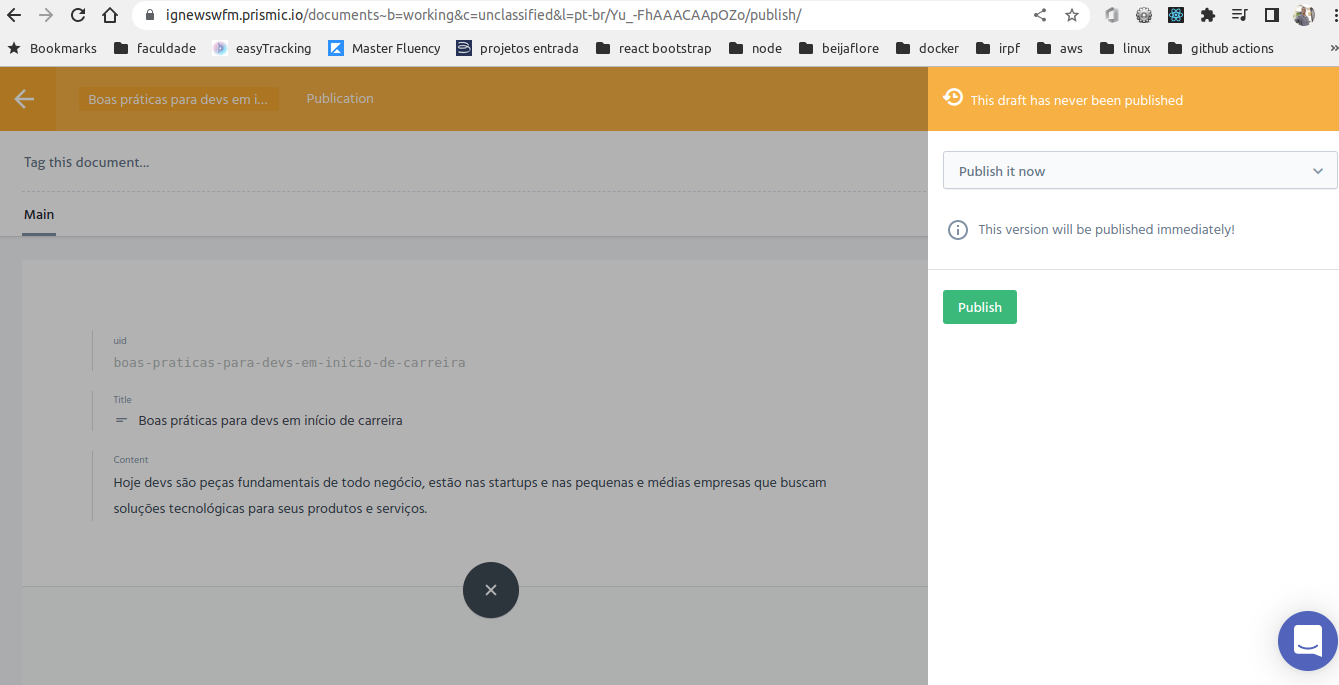 ignewswfm.prismic.io/documents~b=working&c=unclassified&l=pt-br/Yu_-FhAAACAApOZo/publish/
Bookmarks faculdade easyTracking Master Fluency projetos entrada react bootstrap node beijaflore docker irpf aws linux github actions »
Boas práticas para devs em i... Publication
This draft has never been published
Tag this document...
Publish it now
Main
This version will be published immediately!
Publish
uid
boas-praticas-para-devs-em-inicio-de-carreira
Title
Boas práticas para devs em início de carreira
Content
Hoje devs são peças fundamentais de todo negócio, estão nas startups e nas pequenas e médias empresas que buscam
soluções tecnológicas para seus produtos e serviços.